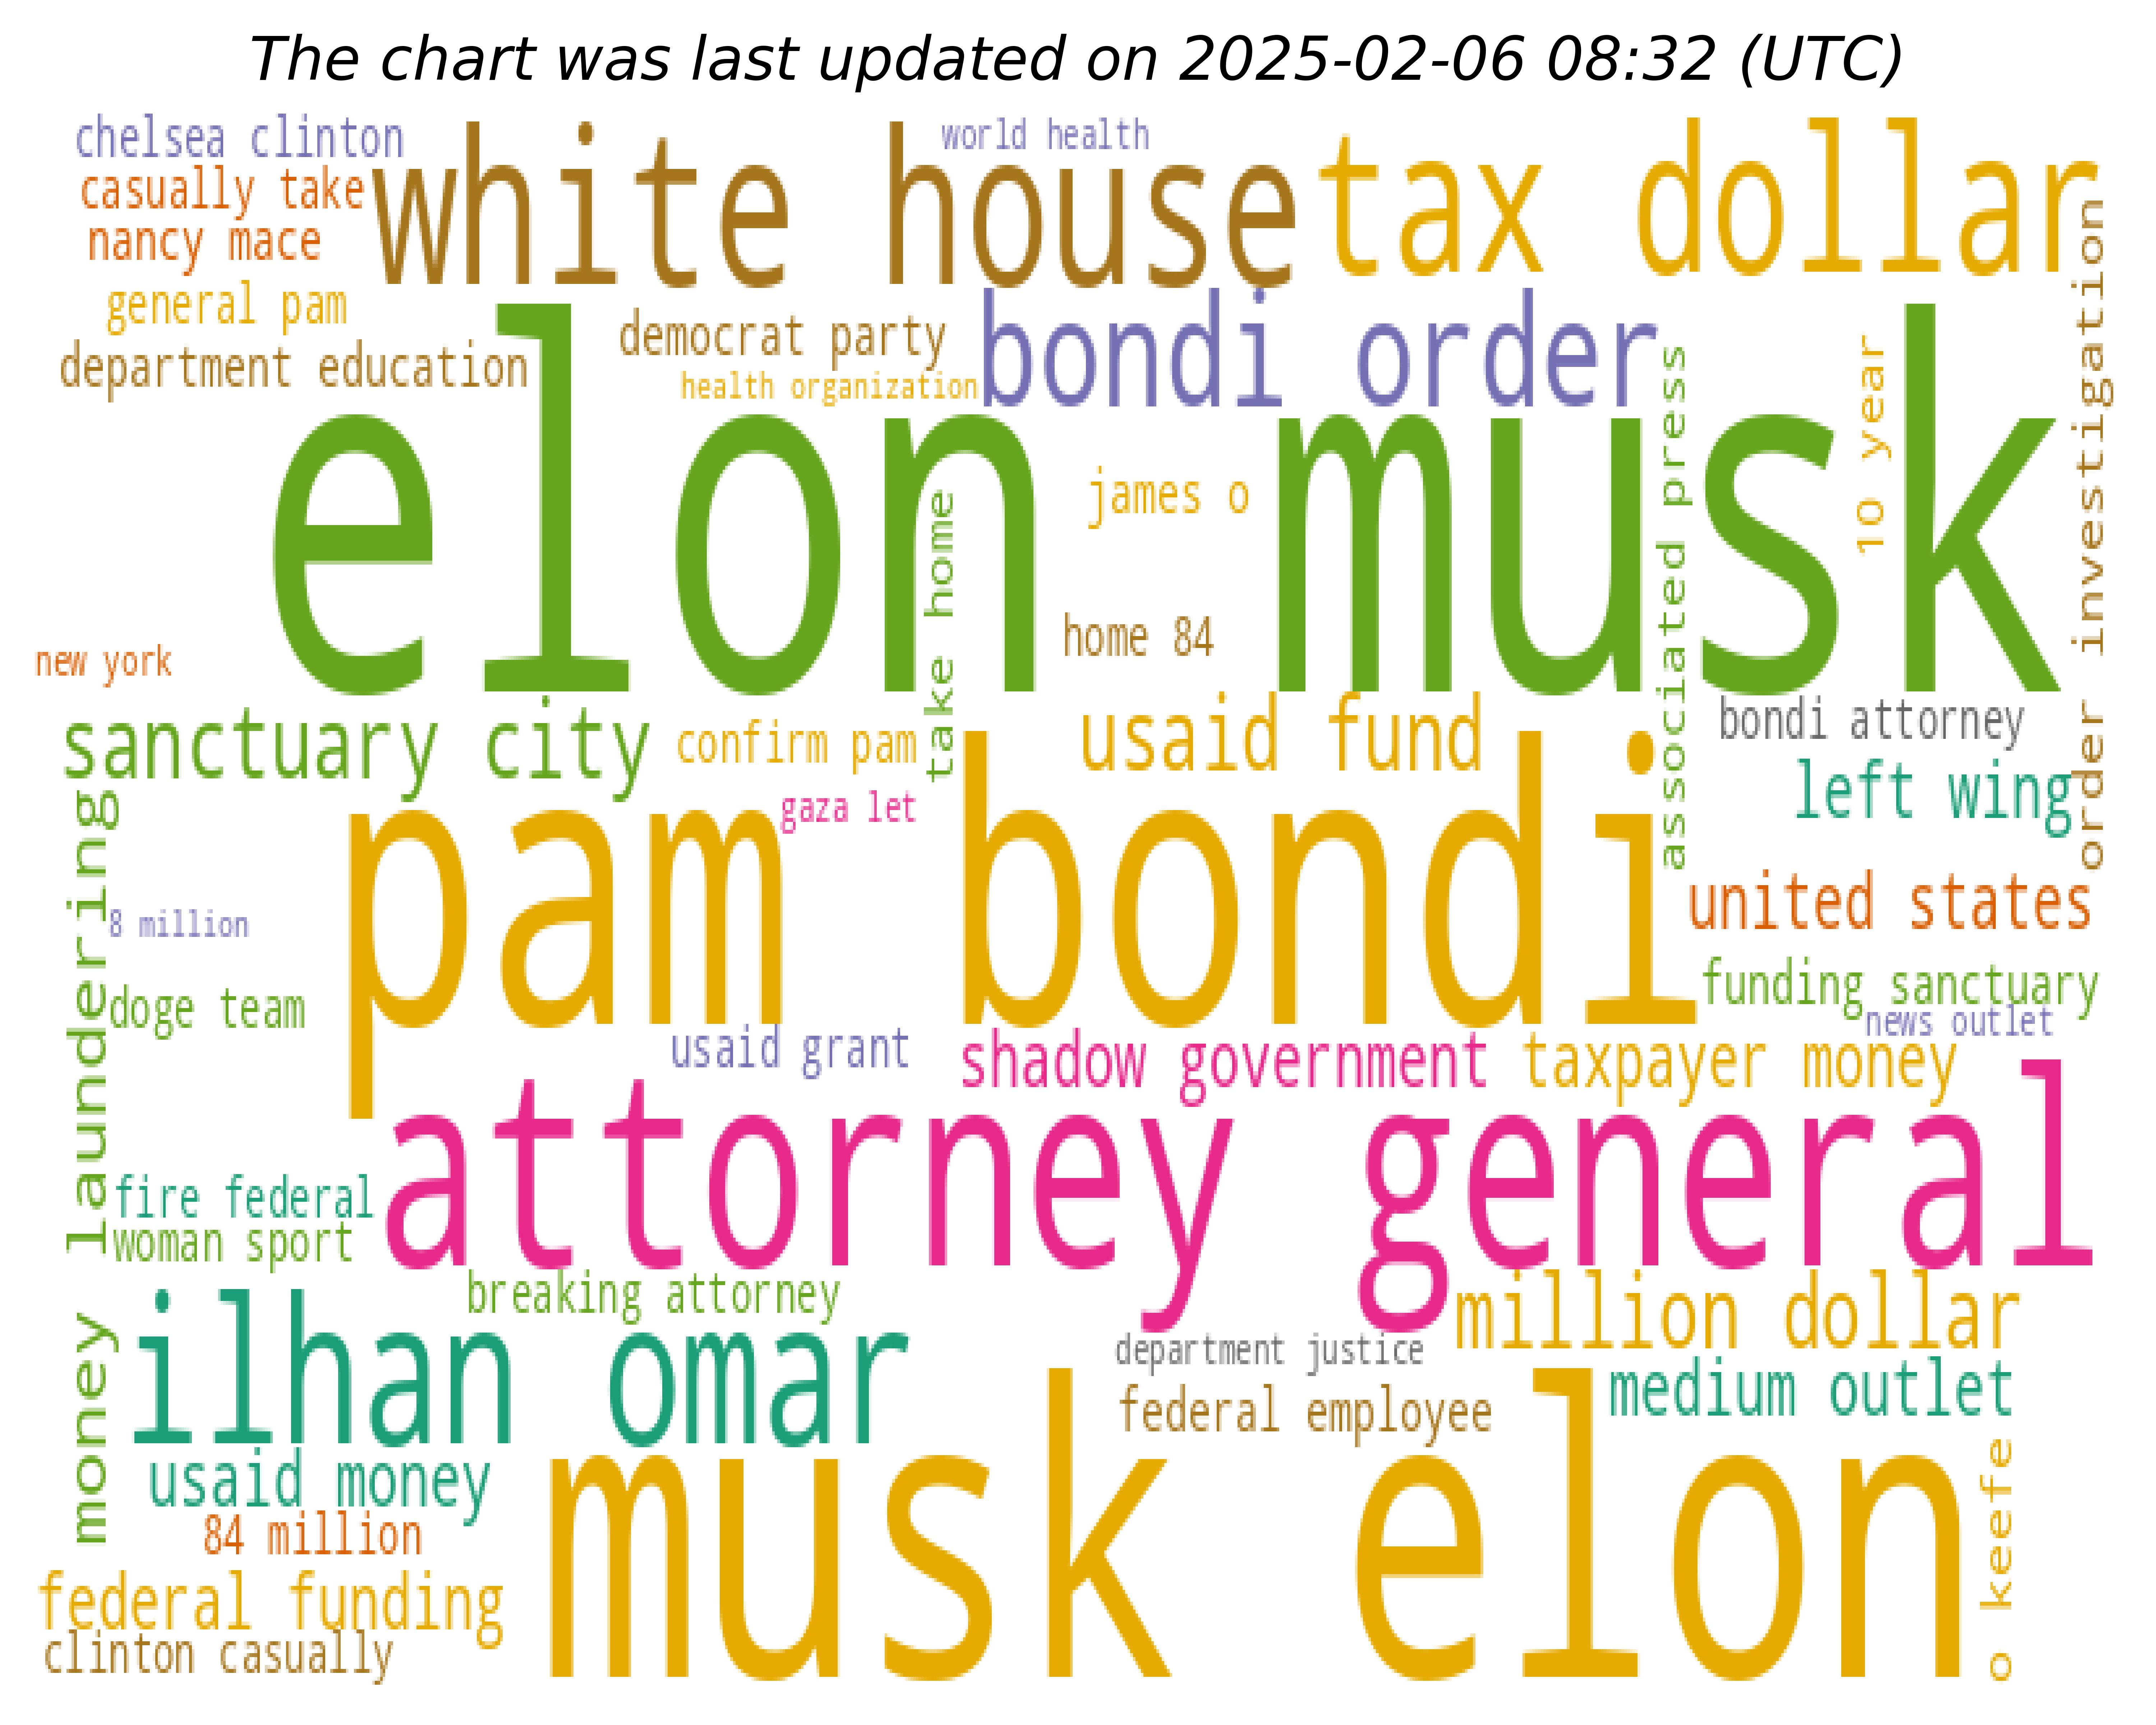 The chart was last updated on 2025-02-06 08:32 (UTC)
chelsea clinton
world health
white house
tax dollar
casually take
nancy mace
general pam
democrat party
bondi order
department education
health organization
elon musk
james o
10 year
order investigation
associated press
take home
home 84
new york
sanctuary city
confirm pam
usaid fund
bondi attorney
left wing
gaza let
pam bondi
united states
8 million
funding sanctuary
doge team
news outlet
usaid grant
shadow government
taxpayer money
money laundering
attorney general
fire federal
woman sport
breaking attorney
million dollar
ilhan omar
department justice
medium outlet
federal employee
usaid money
musk elon
o keefe
84 million
federal funding
clinton casually